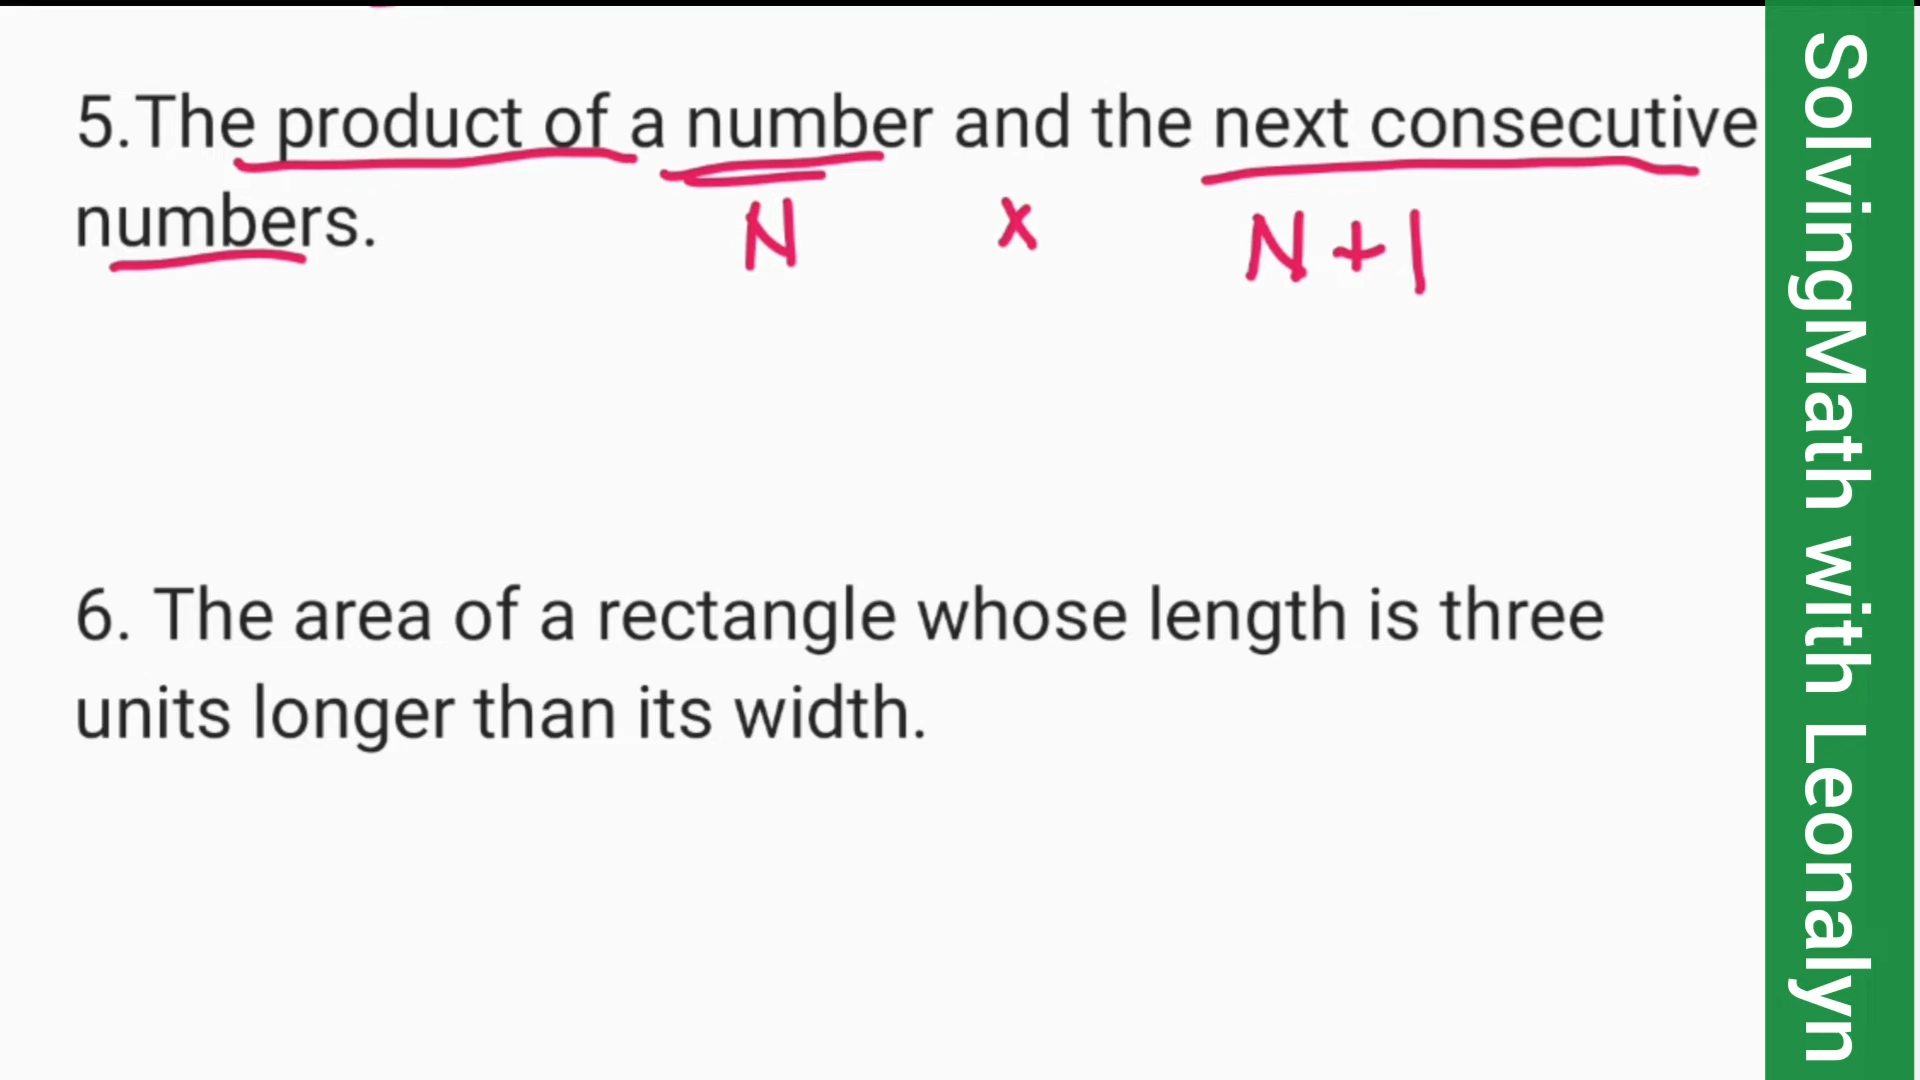 5.The product of a number and the next consecutive
numbers.
N x N + 1
6. The area of a rectangle whose length is three
units longer than its width.
SolvingMath with Leonalyn